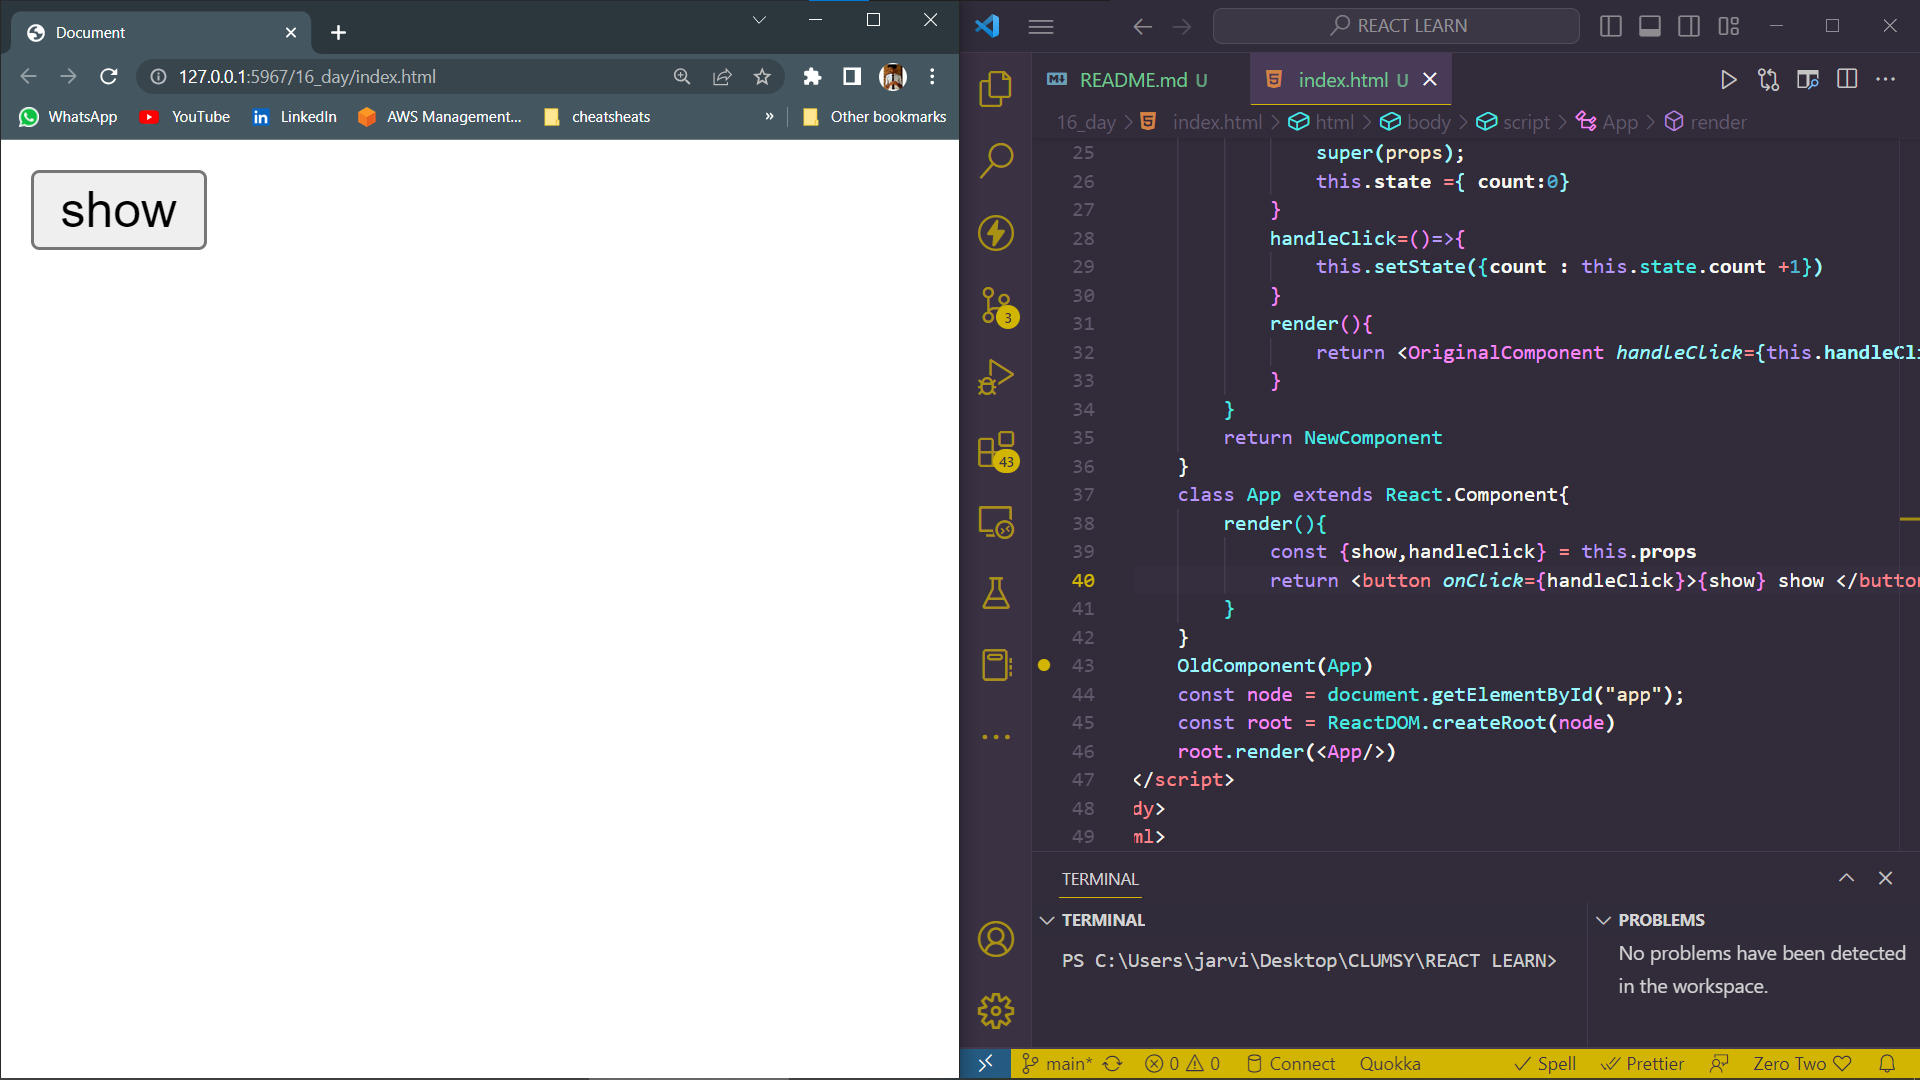 Document
127.0.0.1:5967/16_day/index.html
WhatsApp
YouTube
in
LinkedIn
AWS Management...
cheatsheats
»
Other bookmarks
show
REACT LEARN
README.md U
index.html U
16_day > index.html > html > body > script > App > render
25 super(props);
26 this.state ={ count:0}
27 }
28 handleClick=()=>{
29 this.setState({count : this.state.count +1})
30 }
31 render(){
32 return <OriginalComponent handleClick={this.handleCl
33 }
34 }
35 return NewComponent
36 }
37 class App extends React.Component{
38 render(){
39 const {show,handleClick} = this.props
40 return <button onClick={handleClick}>{show} show </button
41 }
42 }
43 OldComponent(App)
44 const node = document.getElementById("app");
45 const root = ReactDOM.createRoot(node)
46 root.render(<App/>)
47 </script>
48 dy>
49 ml>
3
43
TERMINAL
TERMINAL
PS C:\Users\jarvi\Desktop\CLUMSY\REACT LEARN>
PROBLEMS
No problems have been detected
in the workspace.
main*
0
0
Connect
Quokka
Spell
Prettier
Zero Two